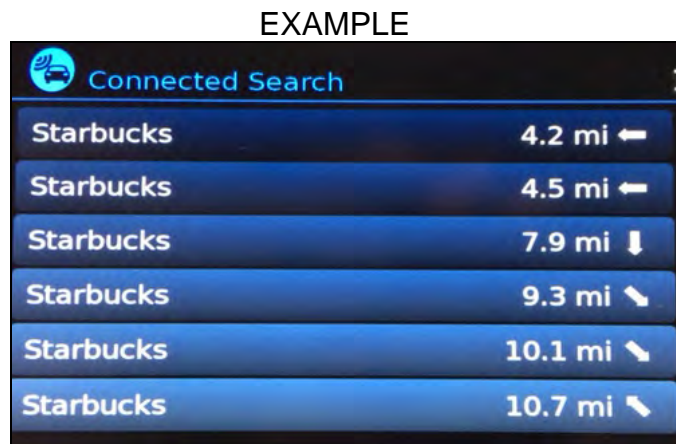 EXAMPLE
Connected Search
Starbucks 4.2 mi
Starbucks 4.5 mi
Starbucks 7.9 mi
Starbucks 9.3 mi
Starbucks 10.1 mi
Starbucks 10.7 mi